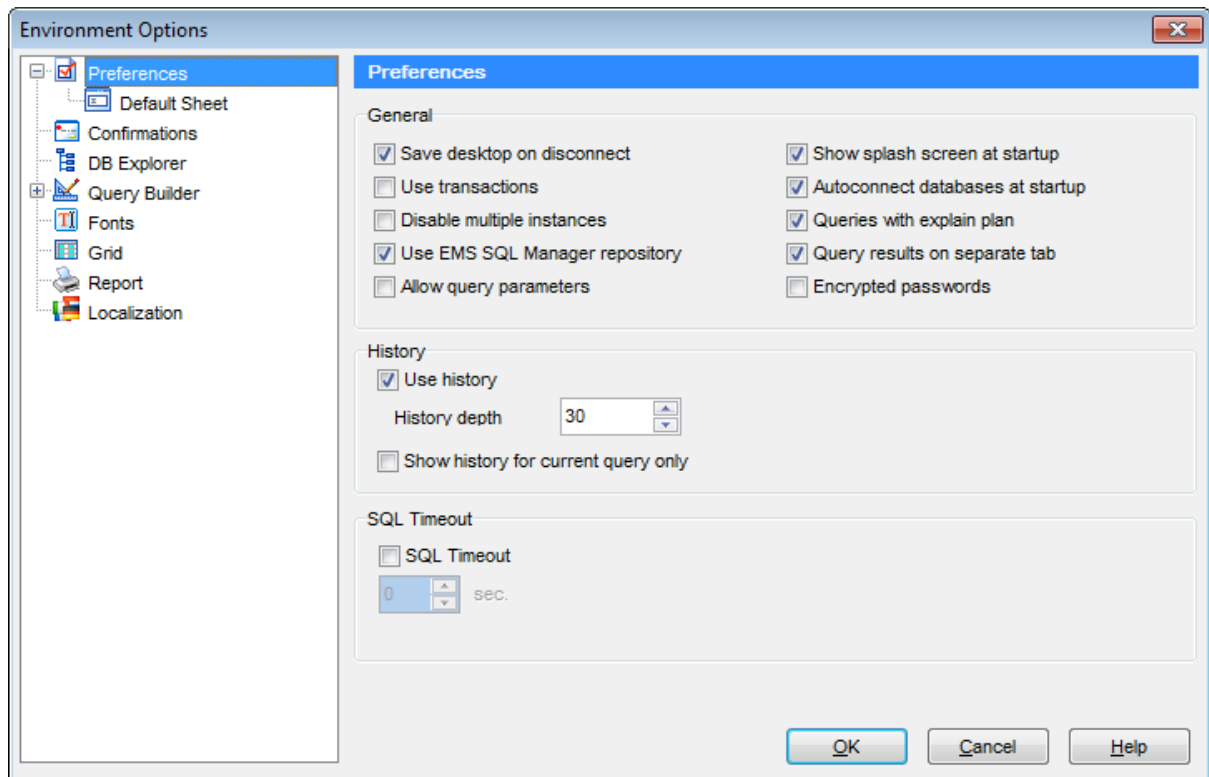 Environment Options
Preferences
Default Sheet
Confirmations
DB Explorer
Query Builder
Fonts
Grid
Report
Localization
Preferences
General
Save desktop on disconnect
Use transactions
Disable multiple instances
Use EMS SQL Manager repository
Allow query parameters
Show splash screen at startup
Autoconnect databases at startup
Queries with explain plan
Query results on separate tab
Encrypted passwords
History
Use history
History depth 30
Show history for current query only
SQL Timeout
SQL Timeout
0 sec.
OK Cancel Help